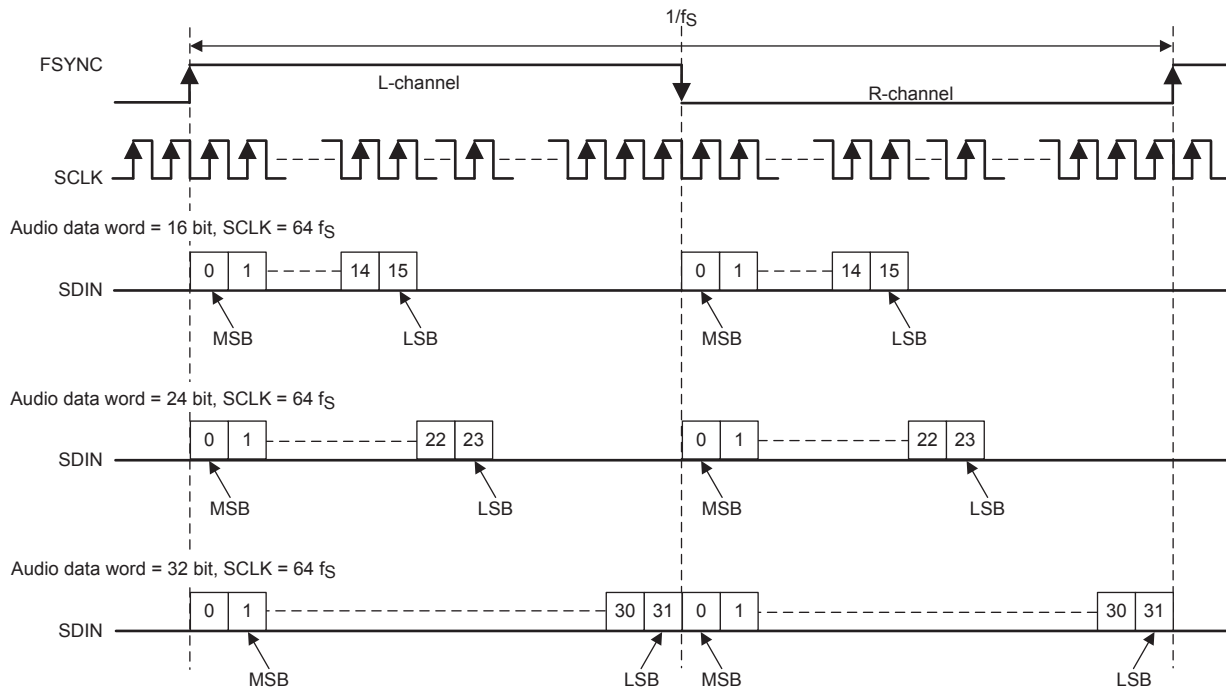 1/fS
FSYNC
L-channel
R-channel
SCLK
Audio data word = 16 bit, SCLK = 64 fS
0 1 14 15 0 1 14 15
SDIN
MSB LSB MSB LSB
Audio data word = 24 bit, SCLK = 64 fS
0 1 22 23 0 1 22 23
SDIN
MSB LSB MSB LSB
Audio data word = 32 bit, SCLK = 64 fS
0 1 30 31 0 1 30 31
SDIN
MSB LSB MSB LSB